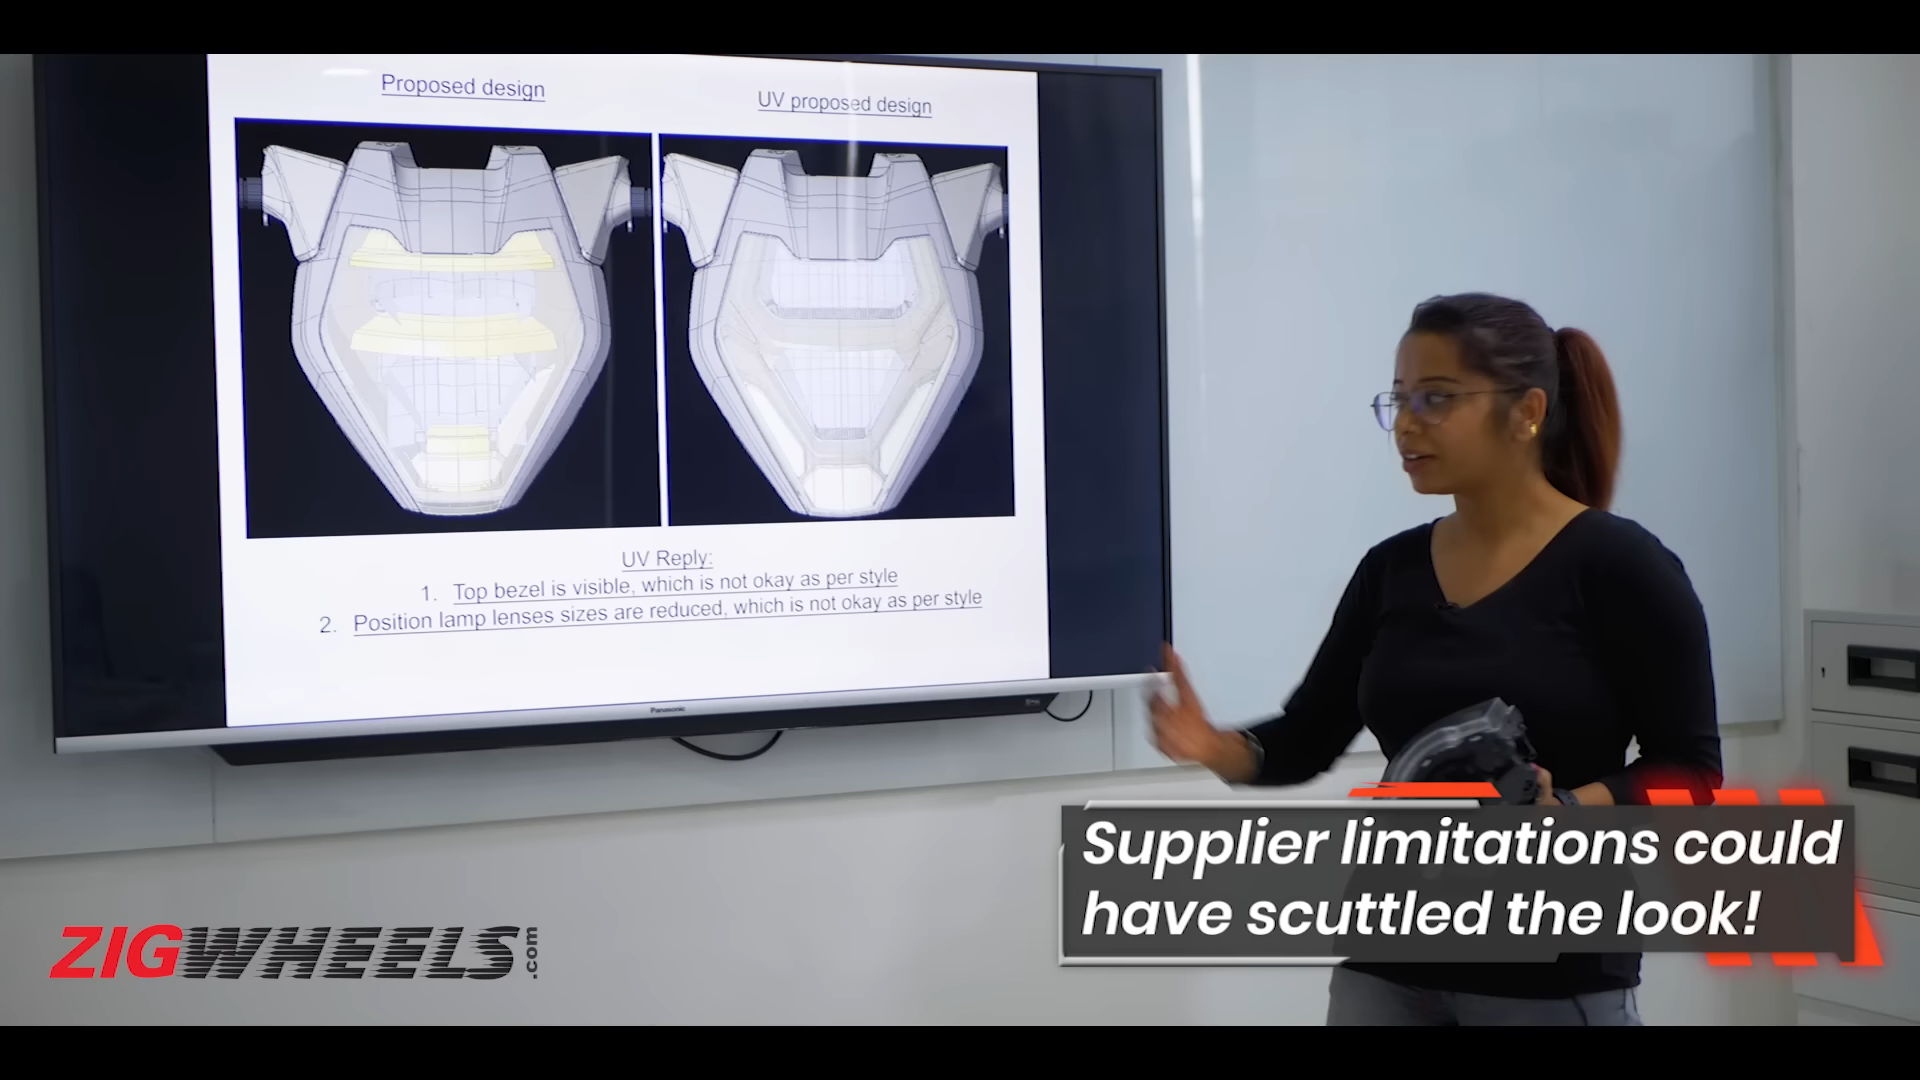 Proposed design
UV proposed design
UV Reply:
1. Top bezel is visible, which is not okay as per style
2. Position lamp lenses sizes are reduced, which is not okay as per style
Panasonic
Supplier limitations could
have scuttled the look!
ZIGWHEELS.com